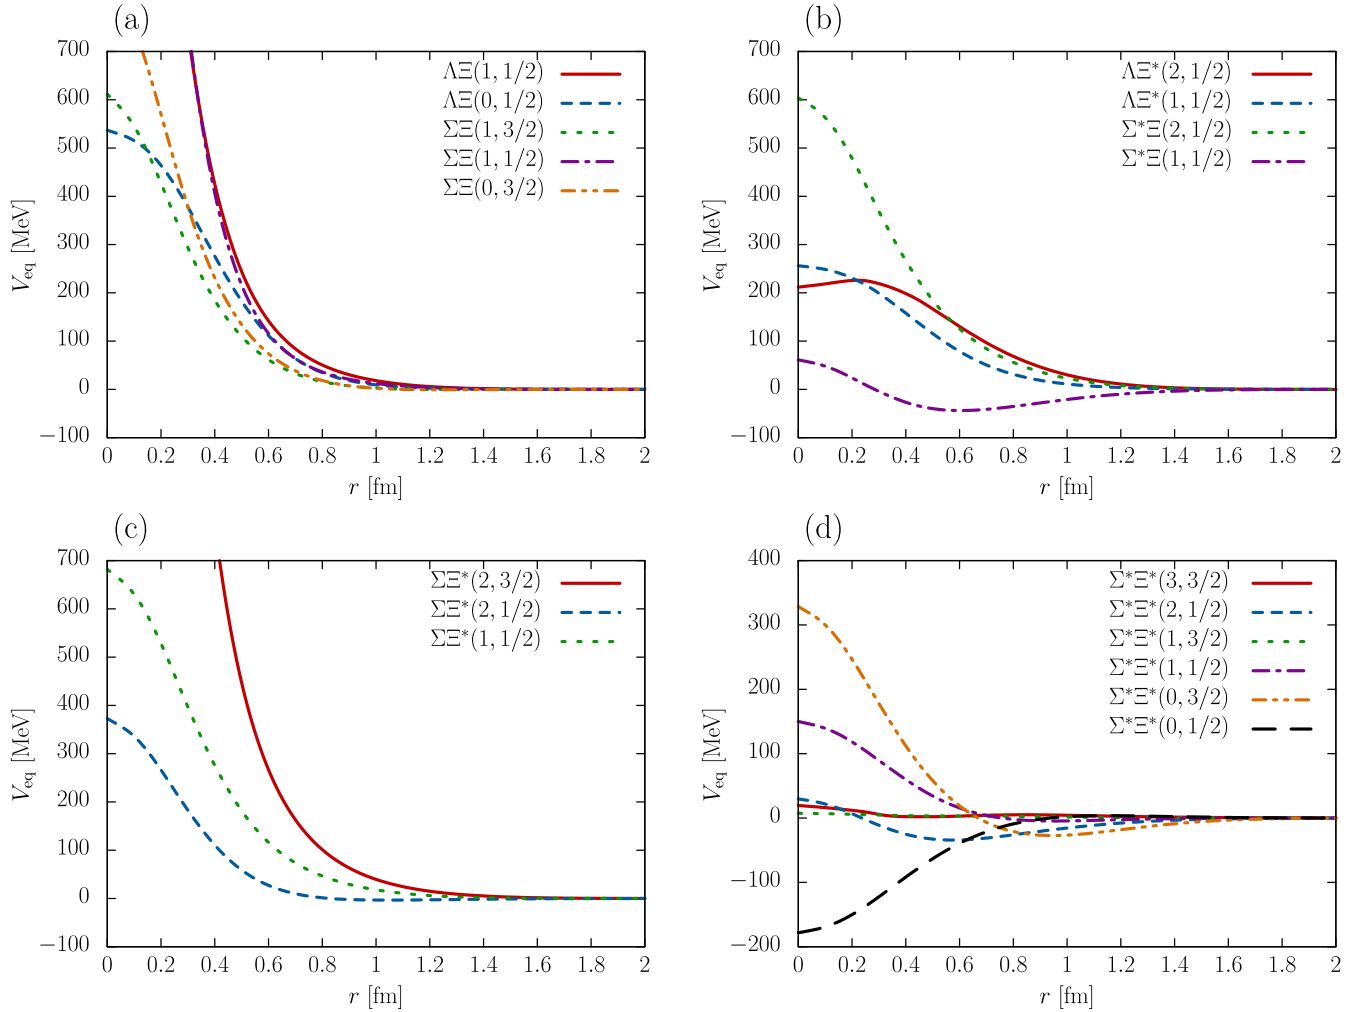 (a)
700
600
500
400
300
200
100
0
−100
V_eq [MeV]
ΛΞ(1, 1/2)
ΛΞ(0, 1/2)
ΣΞ(1, 3/2)
ΣΞ(1, 1/2)
ΣΞ(0, 3/2)
0 0.2 0.4 0.6 0.8 1 1.2 1.4 1.6 1.8 2
r [fm]
(b)
700
600
500
400
300
200
100
0
−100
V_eq [MeV]
ΛΞ*(2, 1/2)
ΛΞ*(1, 1/2)
Σ*Ξ(2, 1/2)
Σ*Ξ(1, 1/2)
0 0.2 0.4 0.6 0.8 1 1.2 1.4 1.6 1.8 2
r [fm]
(c)
700
600
500
400
300
200
100
0
−100
V_eq [MeV]
ΣΞ*(2, 3/2)
ΣΞ*(2, 1/2)
ΣΞ*(1, 1/2)
0 0.2 0.4 0.6 0.8 1 1.2 1.4 1.6 1.8 2
r [fm]
(d)
400
300
200
100
0
−100
−200
V_eq [MeV]
Σ*Ξ*(3, 3/2)
Σ*Ξ*(2, 1/2)
Σ*Ξ*(1, 3/2)
Σ*Ξ*(1, 1/2)
Σ*Ξ*(0, 3/2)
Σ*Ξ*(0, 1/2)
0 0.2 0.4 0.6 0.8 1 1.2 1.4 1.6 1.8 2
r [fm]